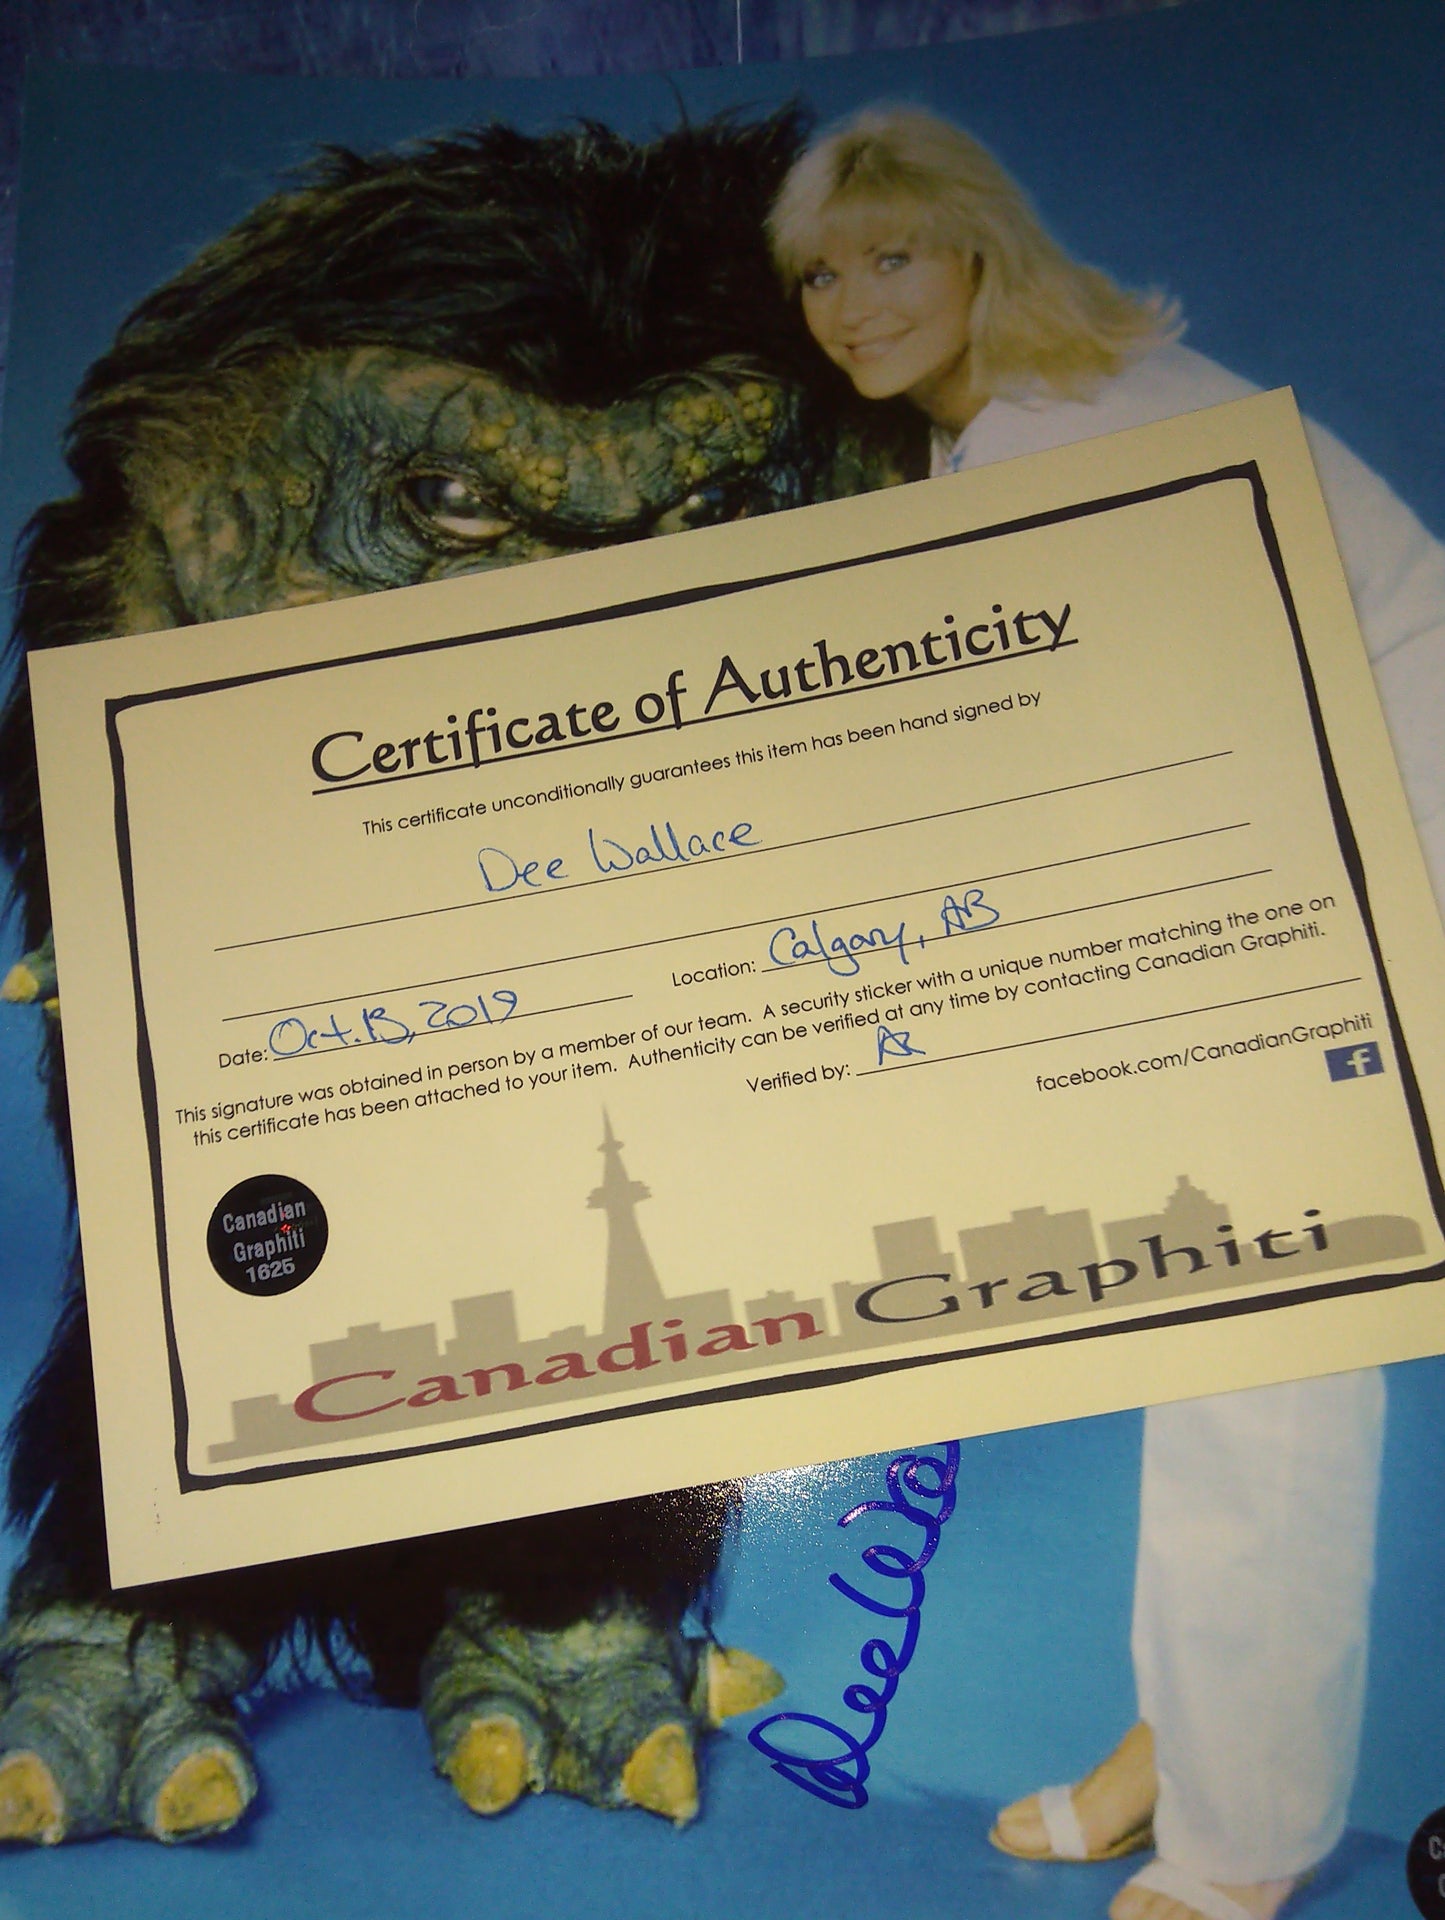 Certificate of Authenticity
This certificate unconditionally guarantees this item has been hand signed by
Dee Wallace
Date: Oct. 13, 2019
Location: Calgary, AB
This signature was obtained in person by a member of our team. A security sticker with a unique number matching the one on
this certificate has been attached to your item. Authenticity can be verified at any time by contacting Canadian Graphiti.
Verified by:
facebook.com/CanadianGraphiti
f
Canadian
Graphiti
1625
Canadian Graphiti
Dee Wa